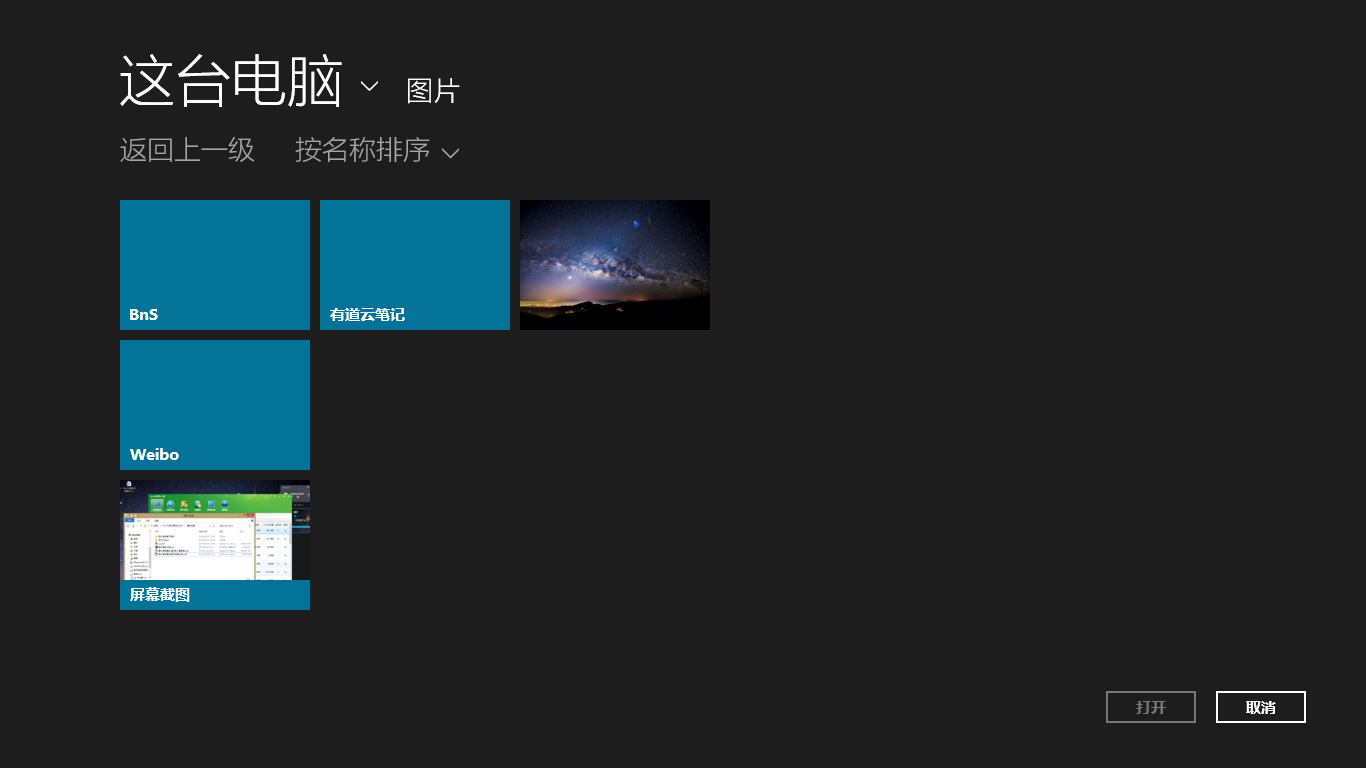 这台电脑 图片
返回上一级 按名称排序
BnS
有道云笔记
Weibo
屏幕截图
打开 取消